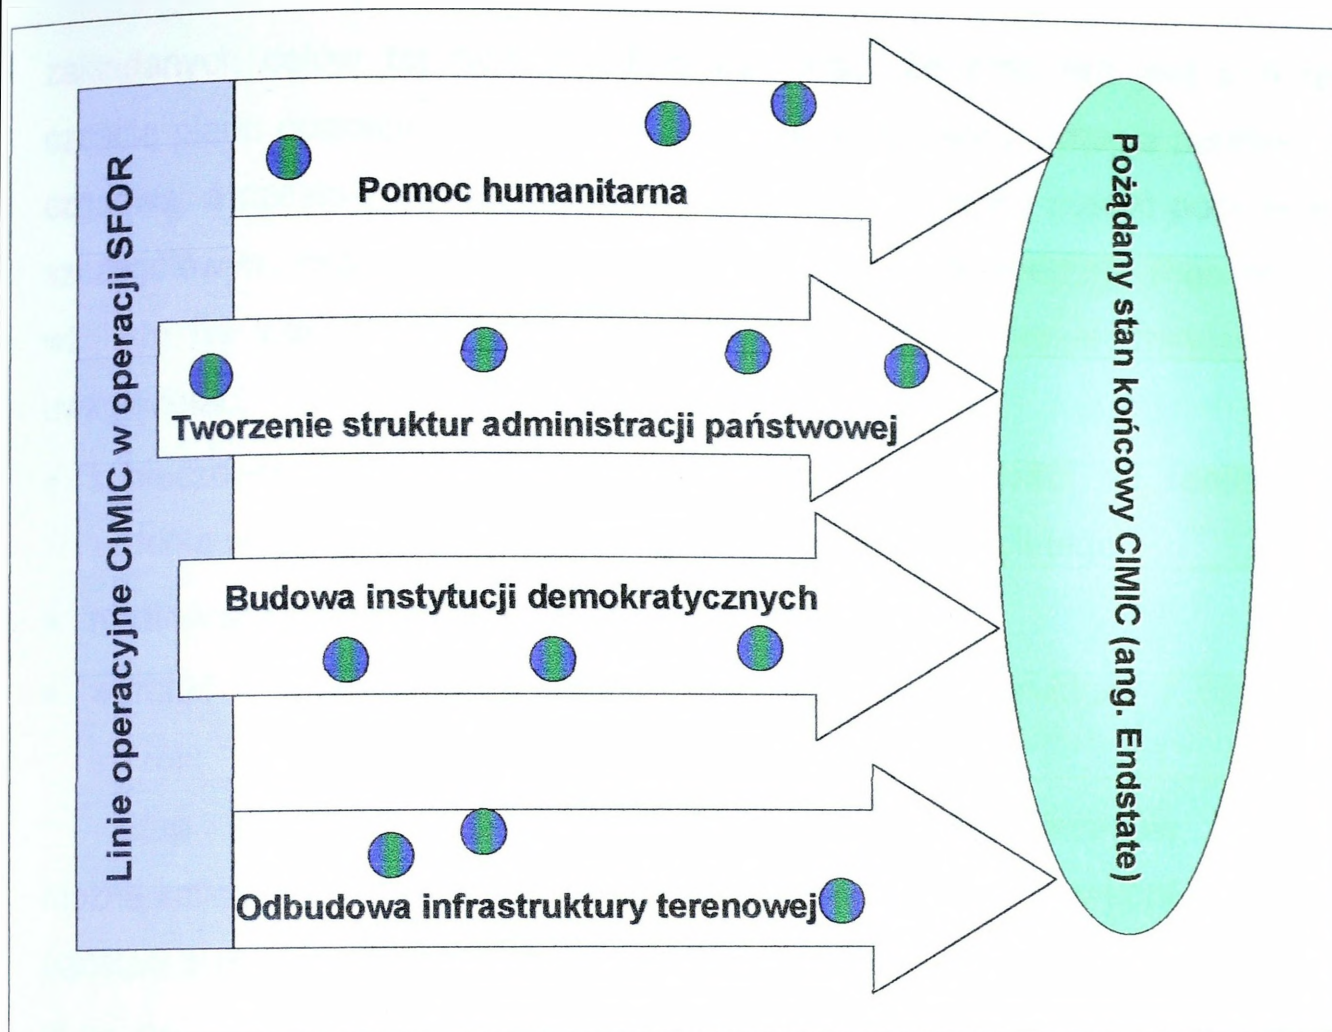 Linie operacyjne CIMIC w operacji SFOR
Pomoc humanitarna
Tworzenie struktur administracji państwowej
Budowa instytucji demokratycznych
Odbudowa infrastruktury terenowej
Pożądany stan końcowy CIMIC (ang. Endstate)